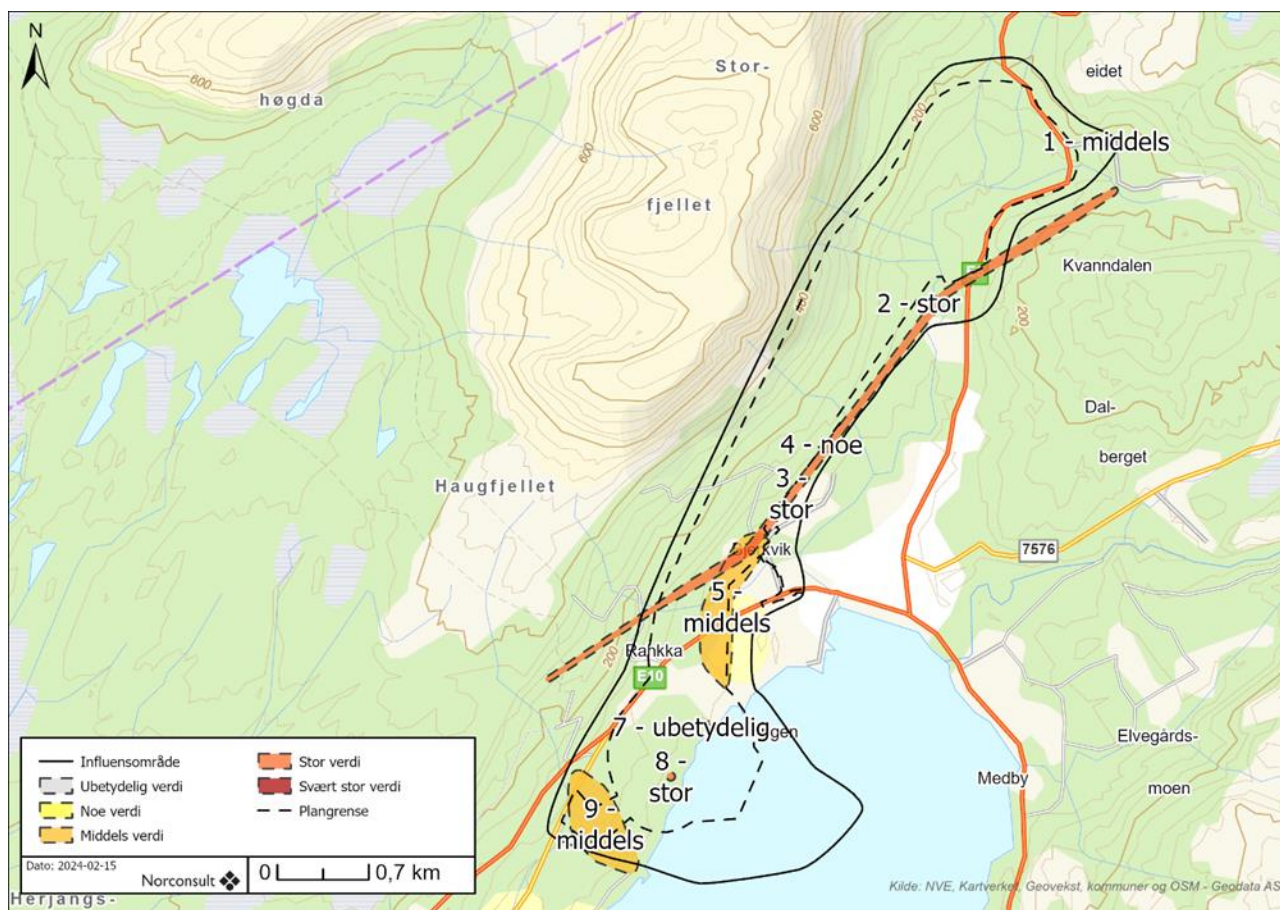 N
600
høgda
Stor-
600
600
fjellet
200
eidet
1 - middels
Kvanndalen
2 - stor
200
400
Dal-
berget
4 - noe
3 -
stor
Haugfjellet
7576
5 -
middels
Rankka
200
E10
7 - ubetydelig
8 -
stor
Medby
Elvegårds-
moen
9 -
middels
Influensområde
Ubetydelig verdi
Noe verdi
Middels verdi
Stor verdi
Svært stor verdi
Plangrense
Dato: 2024-02-15
Norconsult
0 0,7 km
Herjangs-
Kilde: NVE, Kartverket, Geovekst, kommuner og OSM - Geodata AS